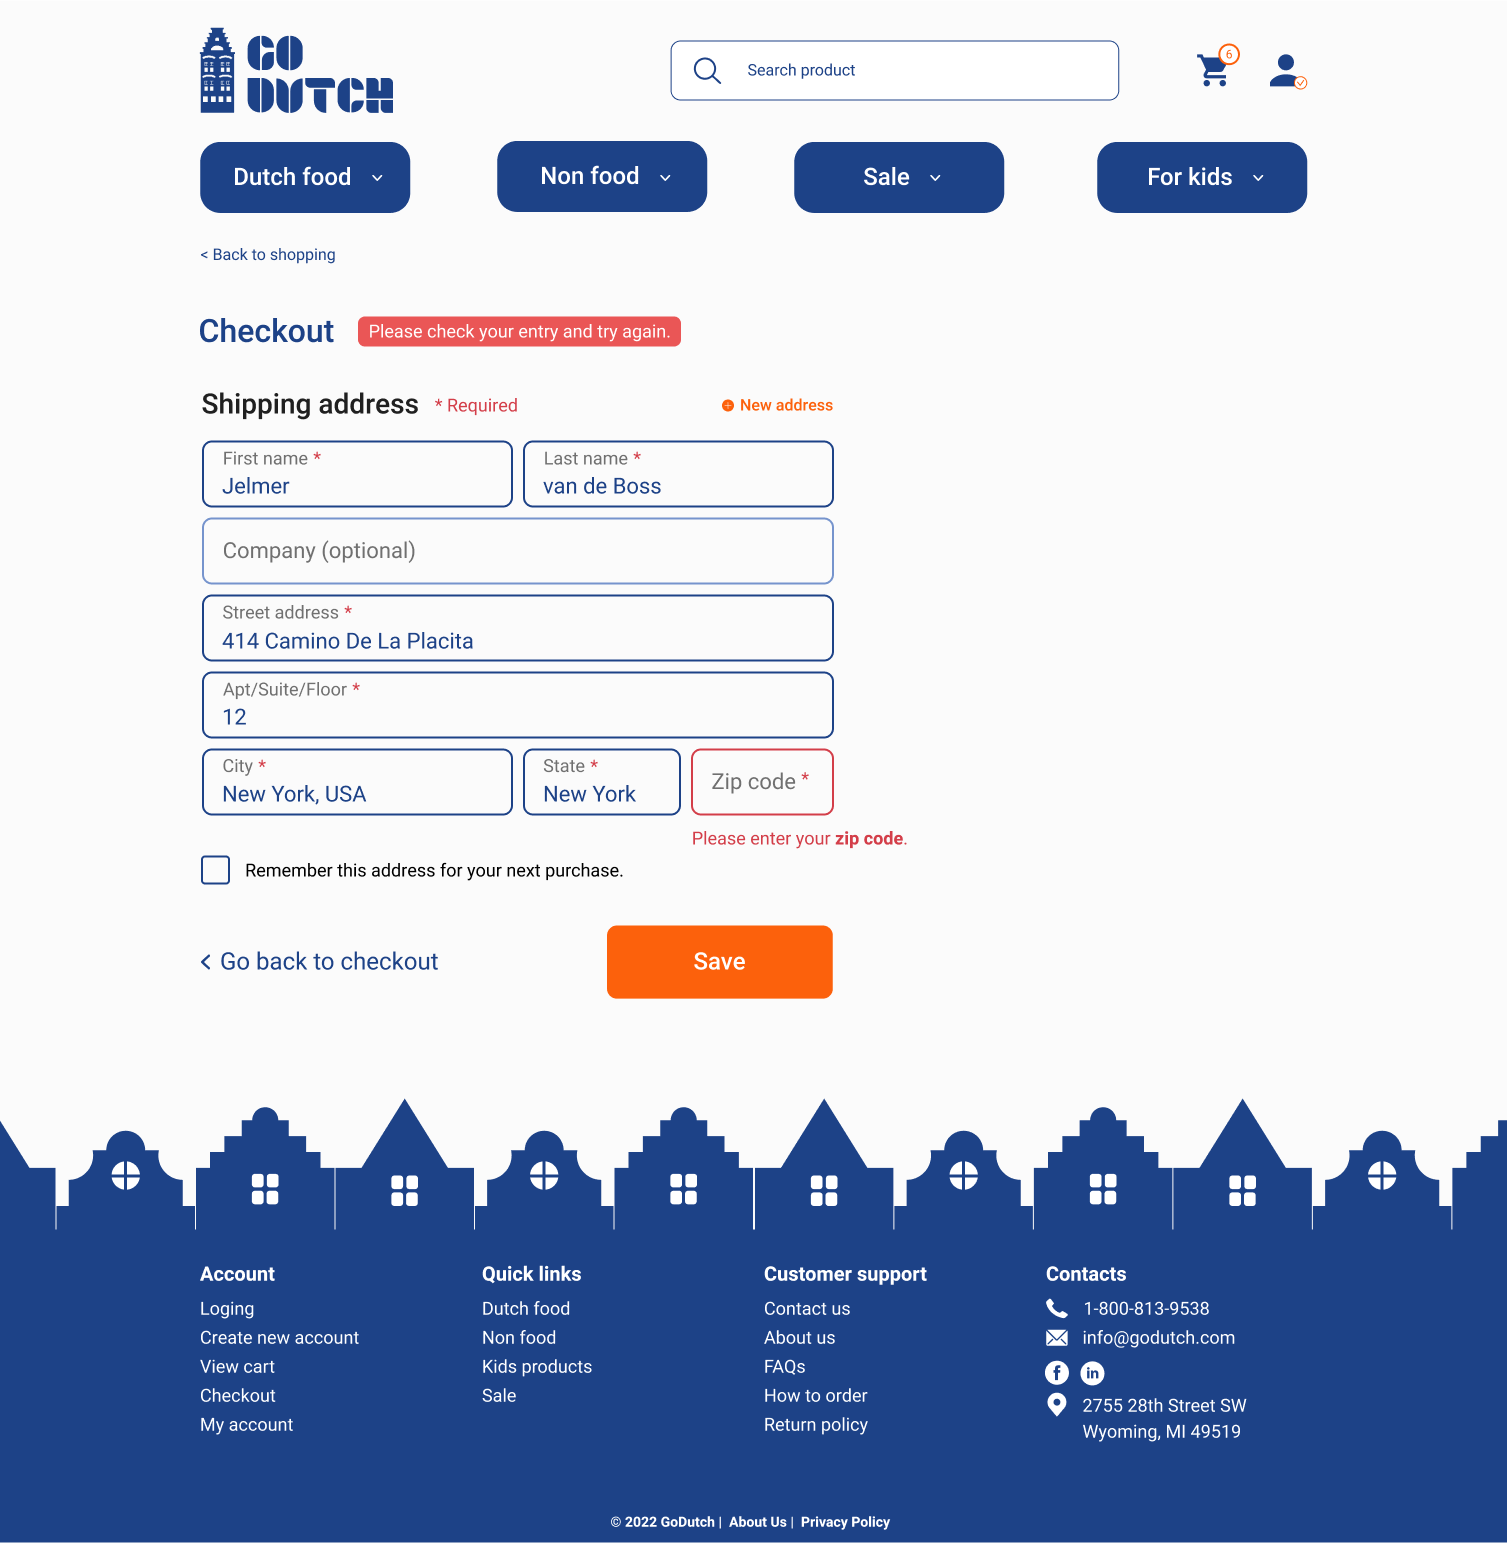 GO
DUTCH
Search product
6
Dutch food
Non food
Sale
For kids
< Back to shopping
Checkout
Please check your entry and try again.
Shipping address * Required
New address
First name *
Jelmer
Last name *
van de Boss
Company (optional)
Street address *
414 Camino De La Placita
Apt/Suite/Floor *
12
City *
New York, USA
State *
New York
Zip code *
Please enter your zip code.
Remember this address for your next purchase.
< Go back to checkout
Save
Account
Loging
Create new account
View cart
Checkout
My account
Quick links
Dutch food
Non food
Kids products
Sale
Customer support
Contact us
About us
FAQs
How to order
Return policy
Contacts
1-800-813-9538
info@godutch.com
f in
2755 28th Street SW
Wyoming, MI 49519
© 2022 GoDutch | About Us | Privacy Policy